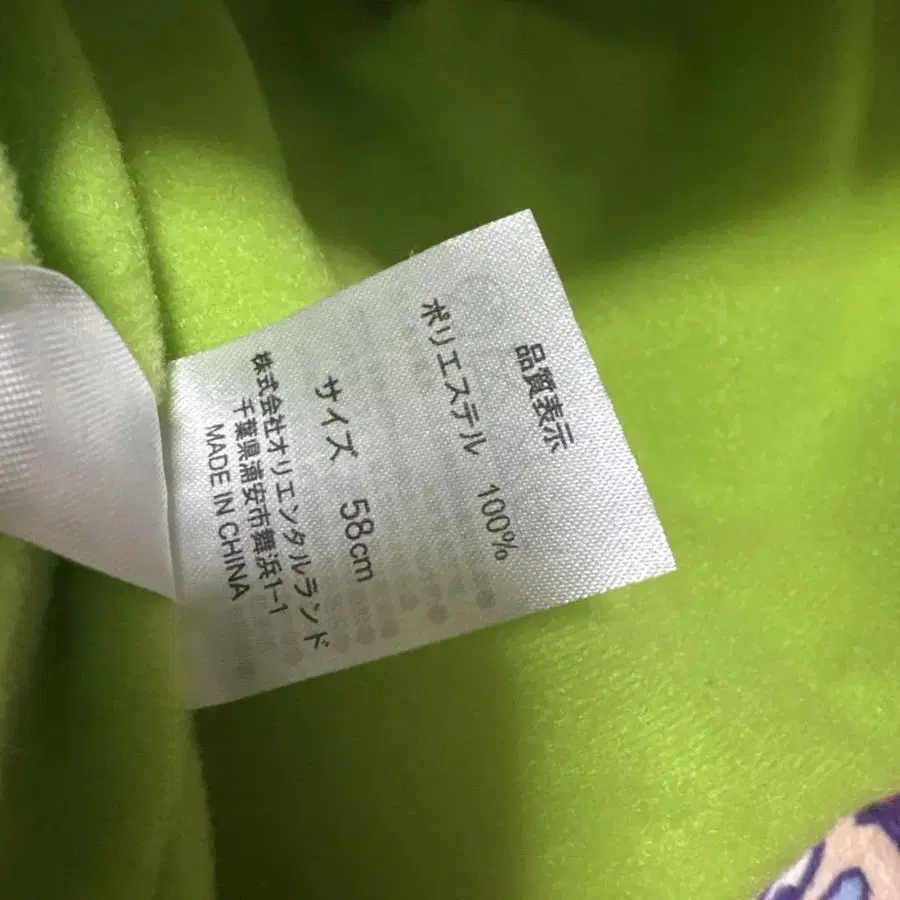 品質表示
ポリエステル 100%
サイズ 58cm
株式会社オリエンタルランド
千葉県浦安市舞浜1-1
MADE IN CHINA